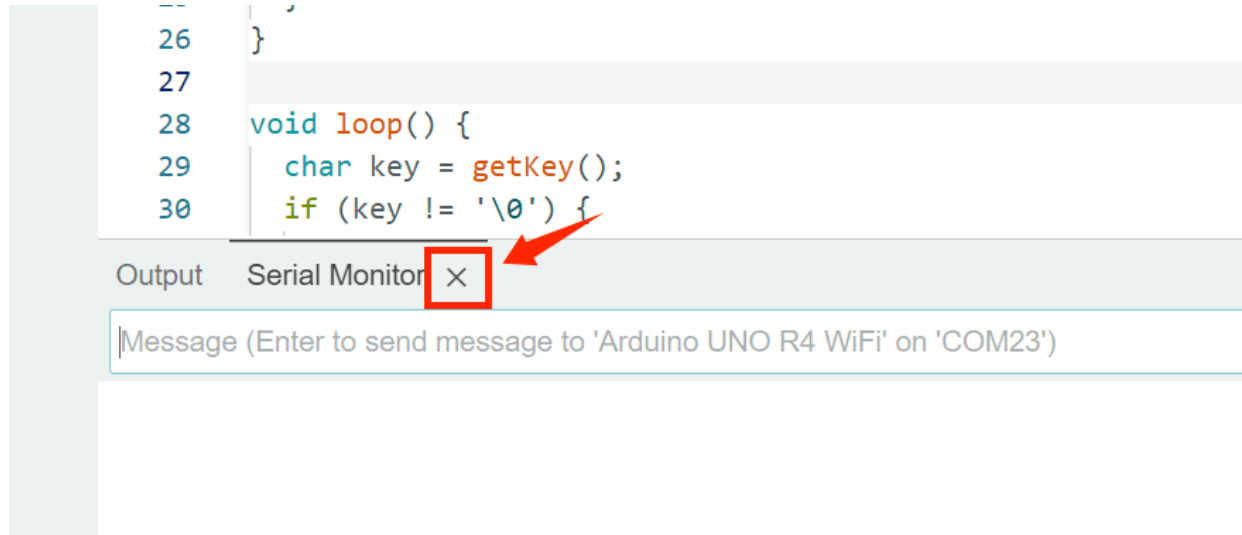 26 }
27
28 void loop() {
29 char key = getKey();
30 if (key != '\0') {
Output Serial Monitor ×
Message (Enter to send message to 'Arduino UNO R4 WiFi' on 'COM23')